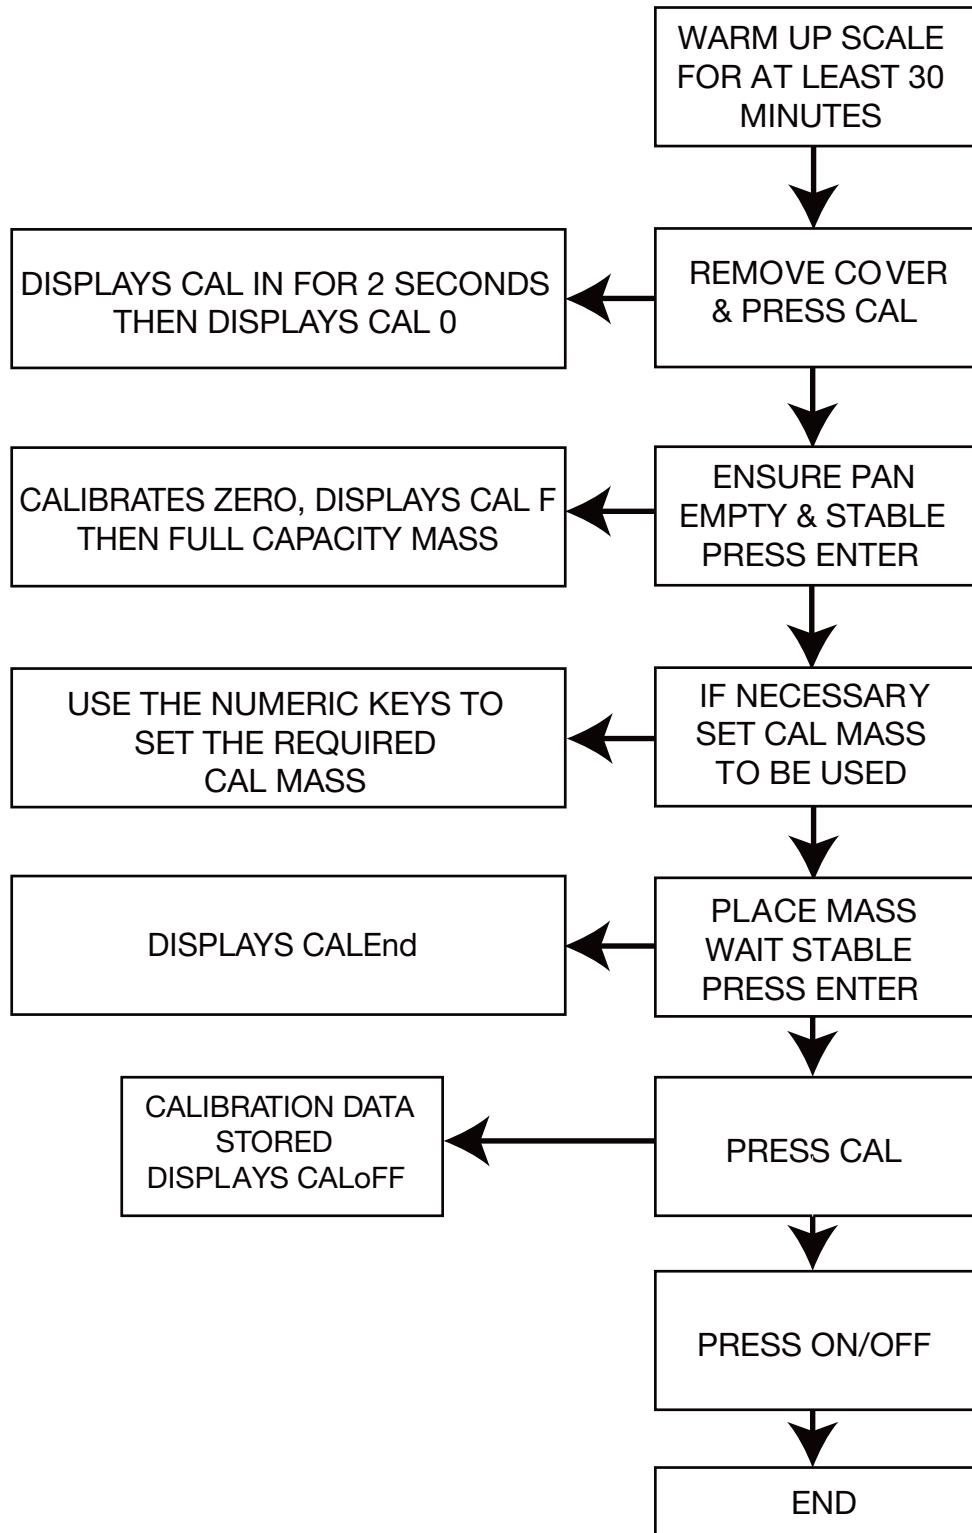 WARM UP SCALE
FOR AT LEAST 30
MINUTES
REMOVE COVER
& PRESS CAL
DISPLAYS CAL IN FOR 2 SECONDS
THEN DISPLAYS CAL 0
ENSURE PAN
EMPTY & STABLE
PRESS ENTER
CALIBRATES ZERO, DISPLAYS CAL F
THEN FULL CAPACITY MASS
IF NECESSARY
SET CAL MASS
TO BE USED
USE THE NUMERIC KEYS TO
SET THE REQUIRED
CAL MASS
PLACE MASS
WAIT STABLE
PRESS ENTER
DISPLAYS CALEnd
PRESS CAL
CALIBRATION DATA
STORED
DISPLAYS CALoFF
PRESS ON/OFF
END